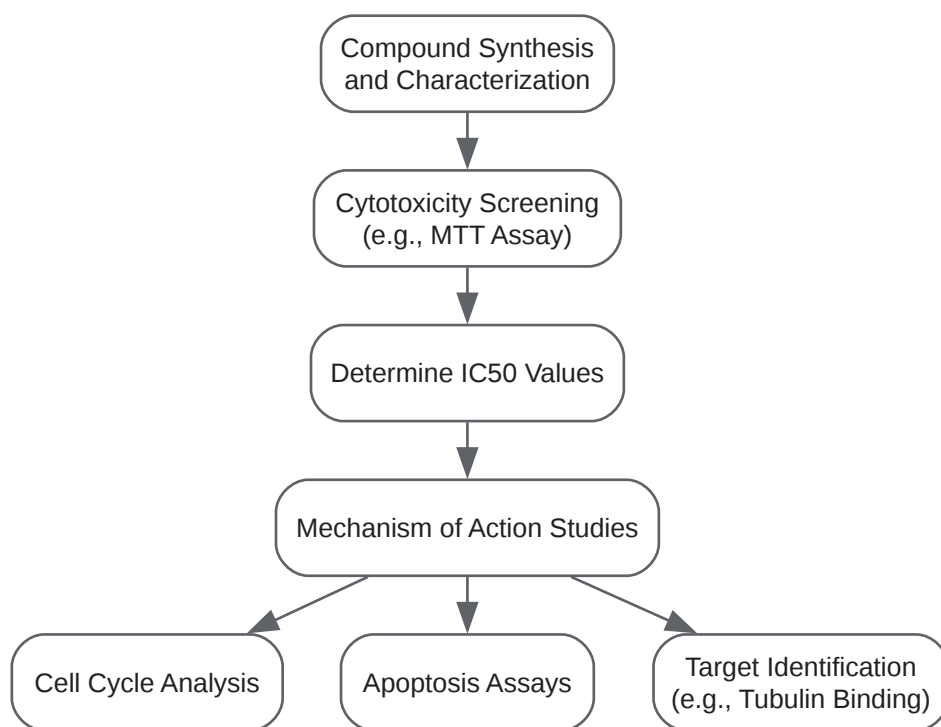 Compound Synthesis
and Characterization
Cytotoxicity Screening
(e.g., MTT Assay)
Determine IC50 Values
Mechanism of Action Studies
Cell Cycle Analysis
Apoptosis Assays
Target Identification
(e.g., Tubulin Binding)